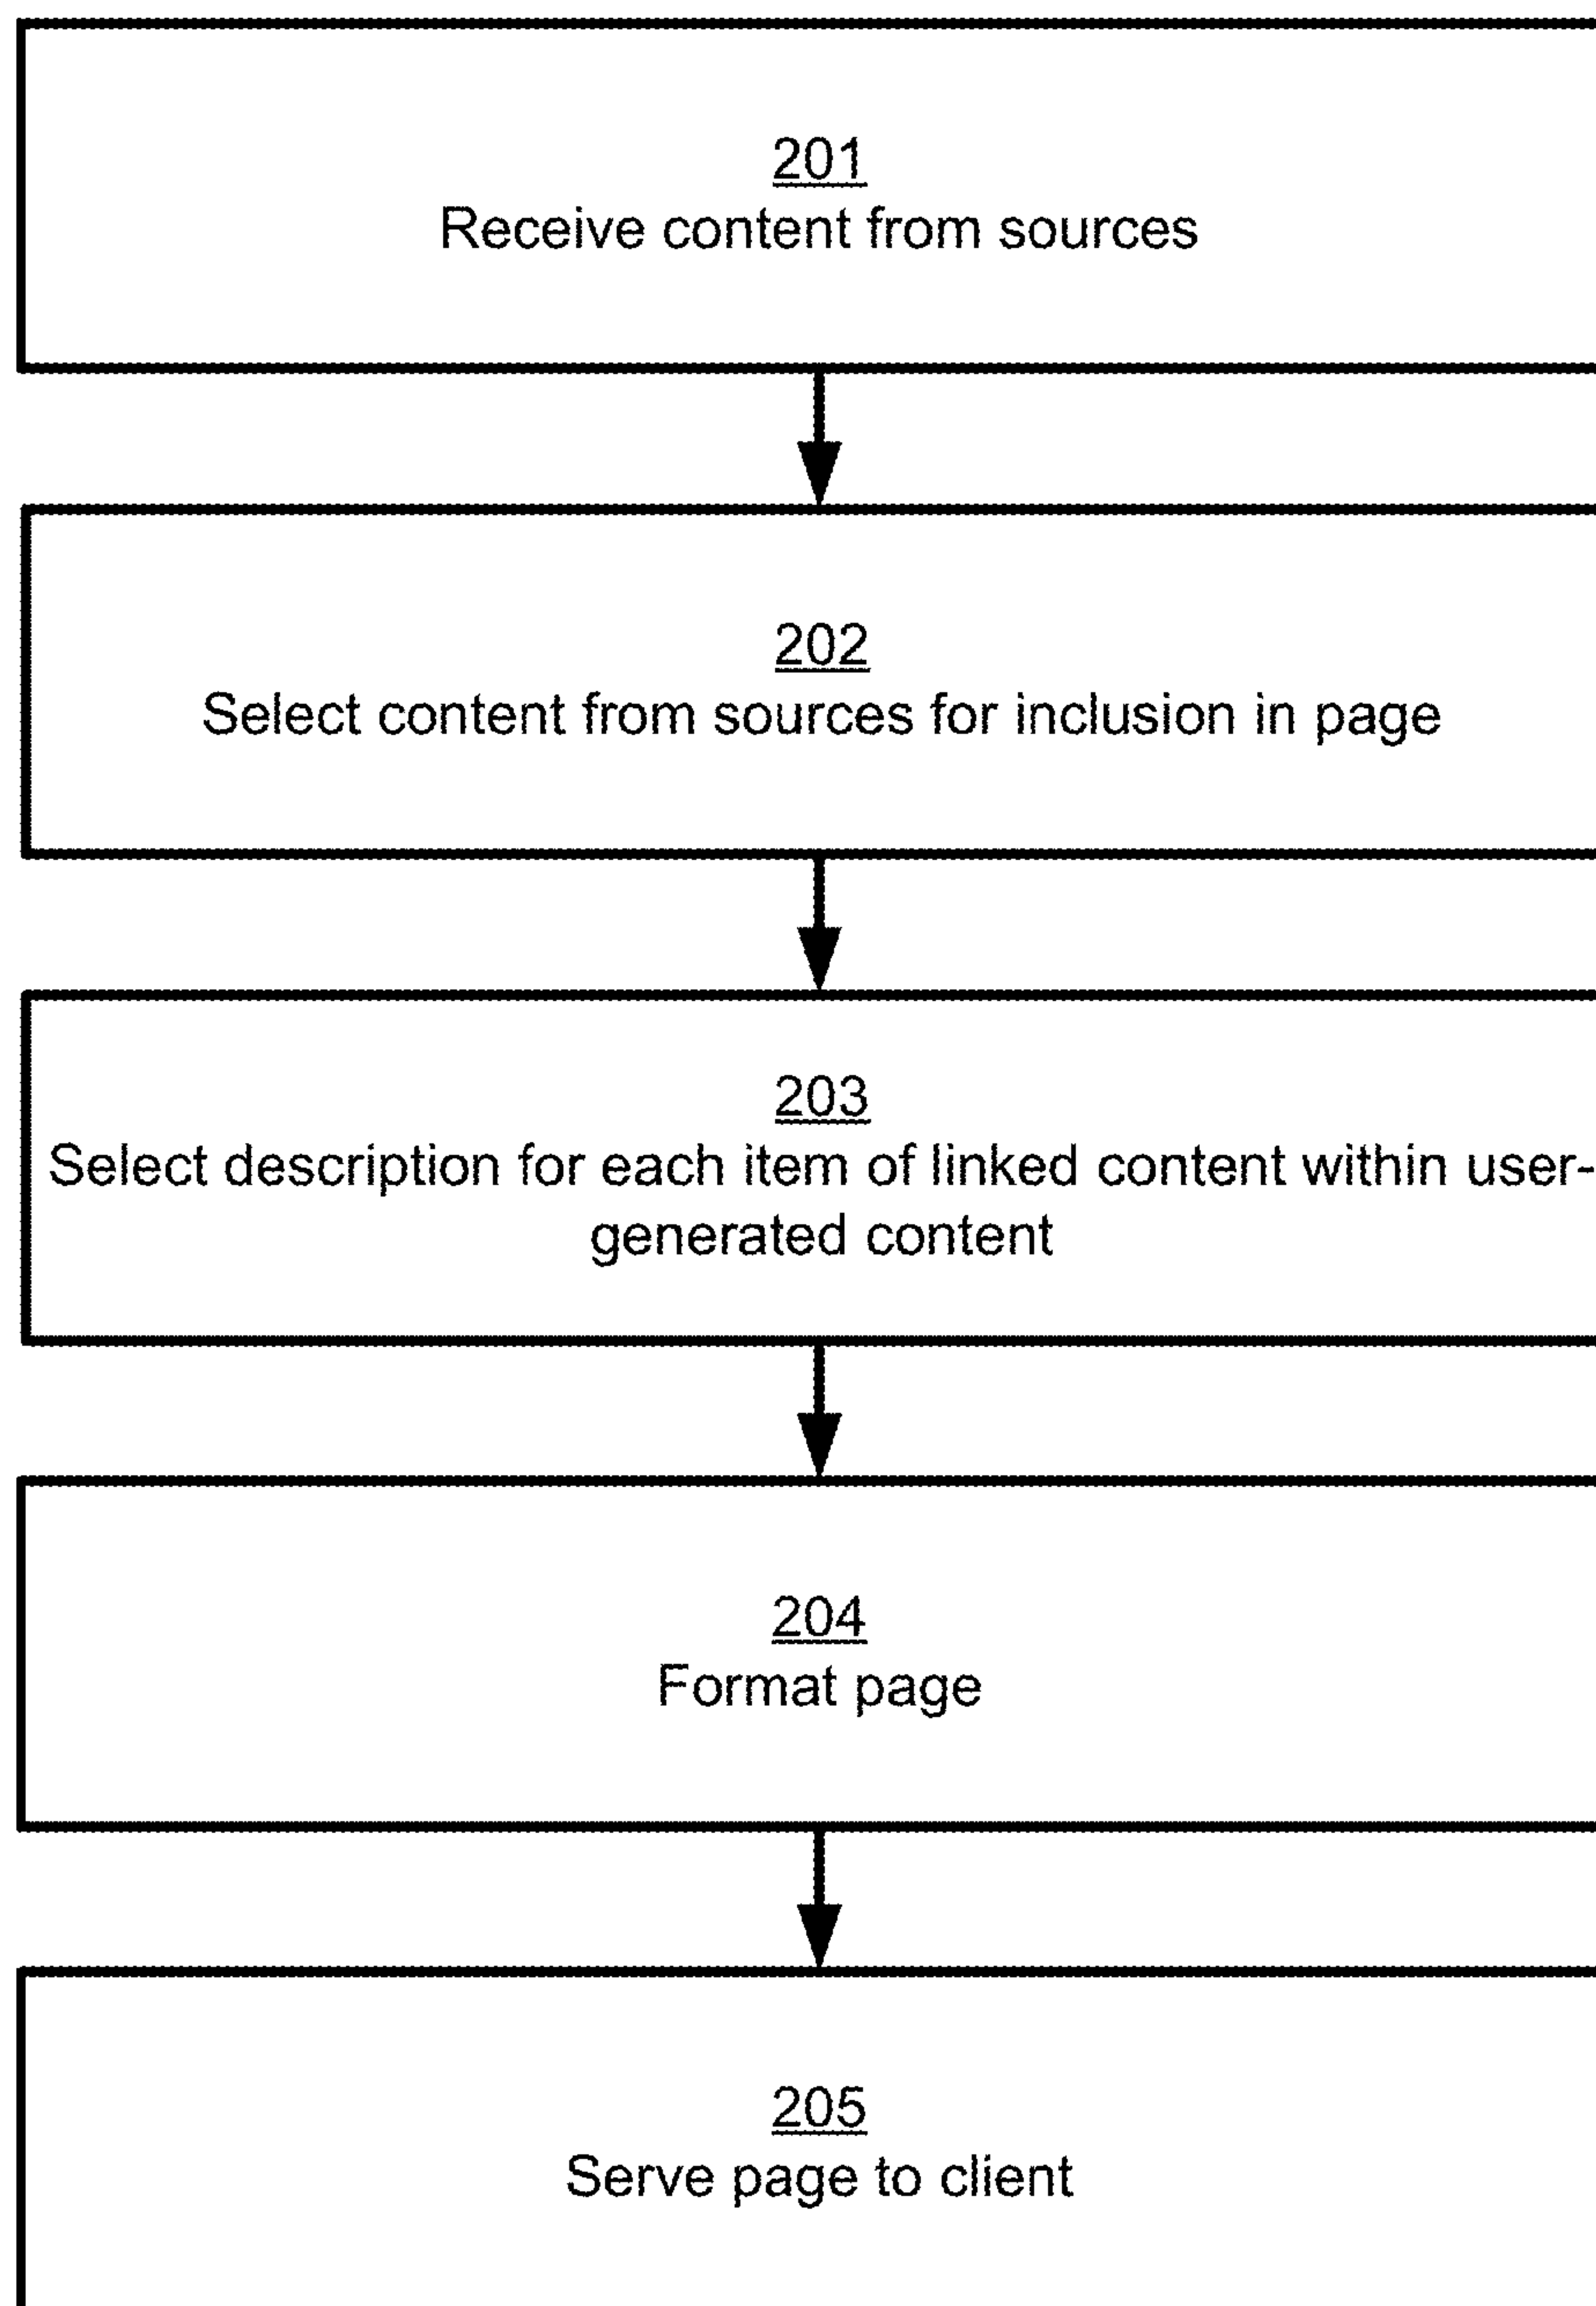 201
Receive content from sources
202
Select content from sources for inclusion in page
203
Select description for each item of linked content within user-
generated content
204
Format page
205
Serve page to client